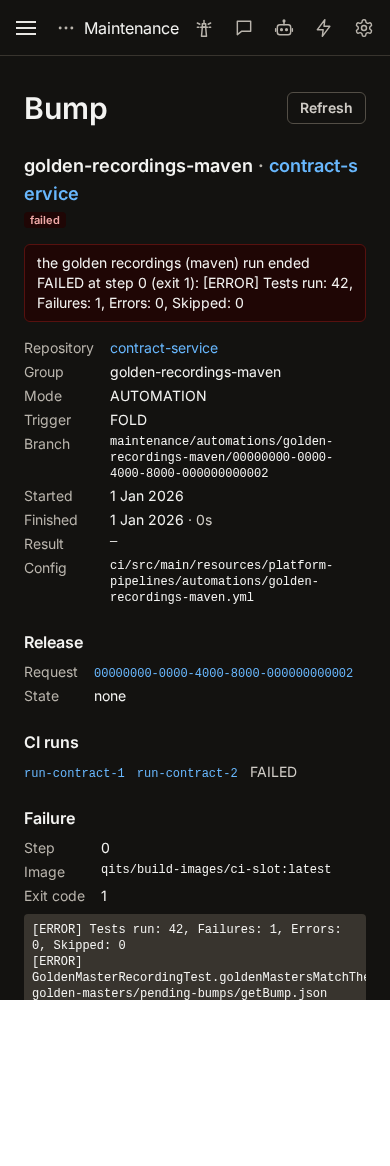 Maintenance
Bump
Refresh
golden-recordings-maven · contract-s
ervice
failed
the golden recordings (maven) run ended
FAILED at step 0 (exit 1): [ERROR] Tests run: 42,
Failures: 1, Errors: 0, Skipped: 0
Repository contract-service
Group golden-recordings-maven
Mode AUTOMATION
Trigger FOLD
Branch maintenance/automations/golden-
recordings-maven/00000000-0000-
4000-8000-000000000002
Started 1 Jan 2026
Finished 1 Jan 2026 · 0s
Result —
Config ci/src/main/resources/platform-
pipelines/automations/golden-
recordings-maven.yml
Release
Request 00000000-0000-4000-8000-000000000002
State none
CI runs
run-contract-1 run-contract-2 FAILED
Failure
Step 0
Image qits/build-images/ci-slot:latest
Exit code 1
[ERROR] Tests run: 42, Failures: 1, Errors:
0, Skipped: 0
[ERROR]
GoldenMasterRecordingTest.goldenMastersMatchThe
golden-masters/pending-bumps/getBump.json